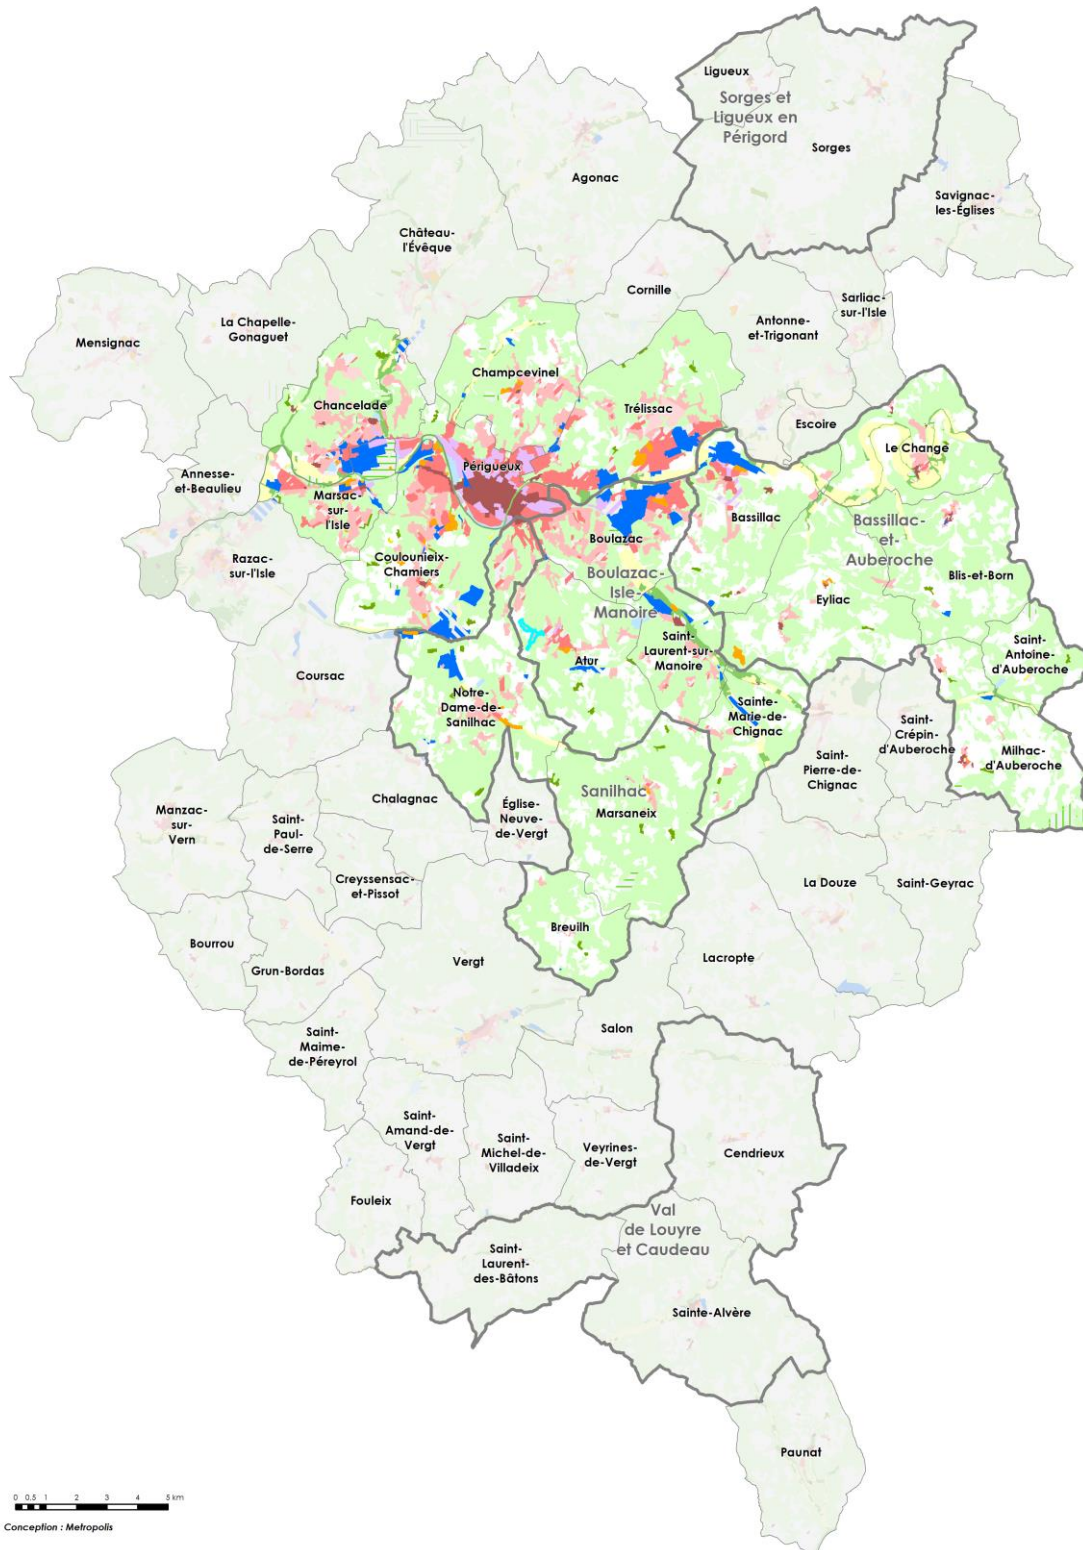 Ligueux
Sorges et
Ligueux en
Périgord
Sorges
Agonac
Savignac-
les-Églises
Château-
l'Évêque
Cornille
Sarliac-
sur-l'Isle
Antonne-
et-Trigonant
La Chapelle-
Gonaguet
Mensignac
Champcevinel
Chancelade
Trélissac
Escoire
Le Change
Périgueux
Annesse-
et-Beaulieu
Marsac-
sur-
l'Isle
Bassillac
Boulazac
Bassillac-
et-
Auberoche
Razac-
sur-l'Isle
Coulounieix-
Chamiers
Boulazac-
Isle-
Manoire
Blis-et-Born
Eyliac
Saint-
Laurent-sur-
Manoire
Saint-
Antoine-
d'Auberoche
Atur
Coursac
Notre-
Dame-de-
Sanilhac
Sainte-
Marie-de-
Chignac
Saint-
Crépin-
d'Auberoche
Milhac-
d'Auberoche
Saint-
Pierre-de-
Chignac
Sanilhac
Marsaneix
Chalagnac
Église-
Neuve-
de-Vergt
Manzac-
sur-
Vern
Saint-
Paul-
de-Serre
Creyssensac-
et-Pissot
La Douze
Saint-Geyrac
Breuilh
Bourrou
Grun-Bordas
Vergt
Lacropte
Saint-
Maime-
de-Péreyrol
Salon
Saint-
Amand-de-
Vergt
Saint-
Michel-de-
Villadeix
Veyrines-
de-Vergt
Cendrieux
Fouleix
Val
de Louyre
et Caudeau
Saint-
Laurent-
des-Bâtons
Sainte-Alvère
Paunat
0 0,5 1 2 3 4 5 km
Conception : Metropolis